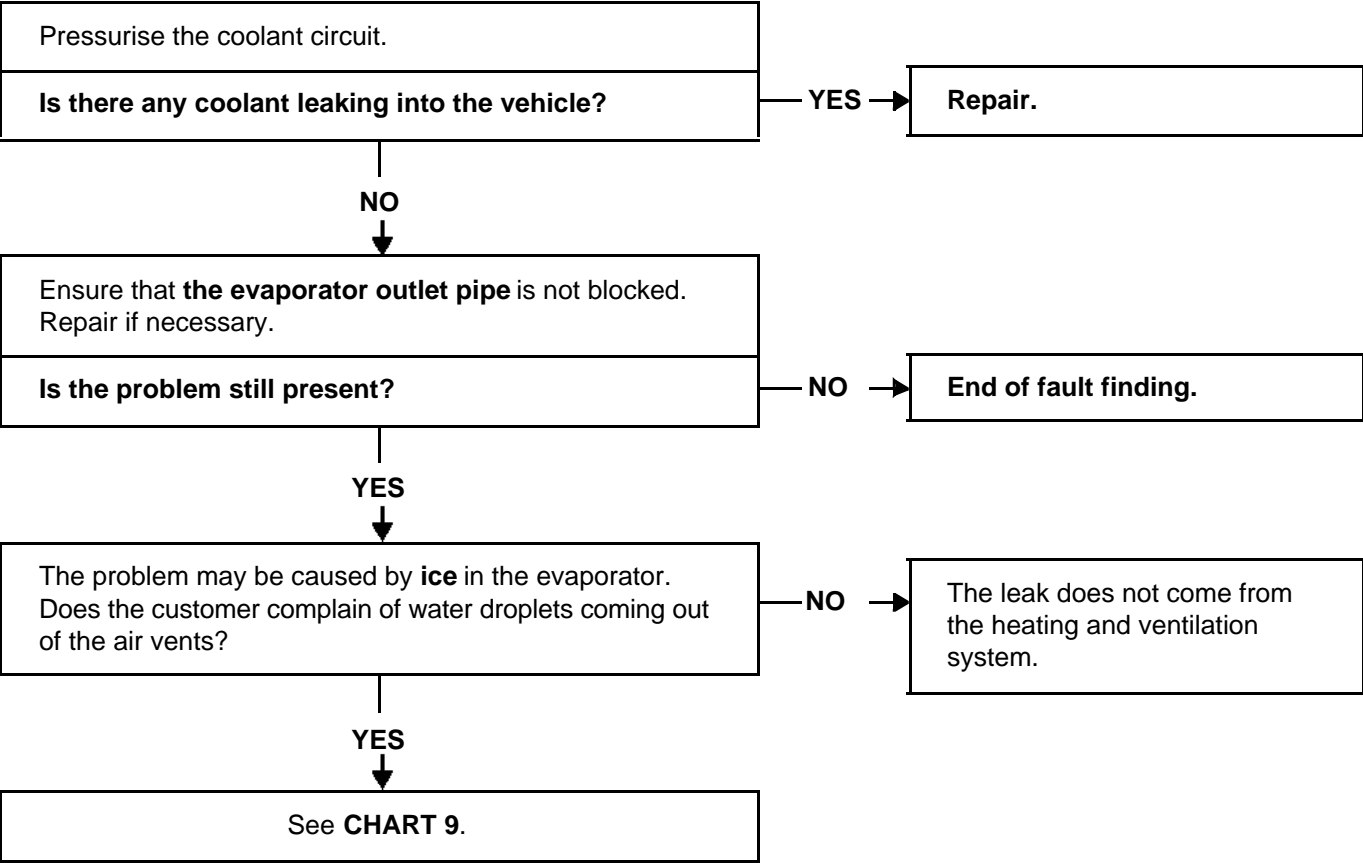 Pressurise the coolant circuit.
Is there any coolant leaking into the vehicle?
YES
Repair.
NO
Ensure that the evaporator outlet pipe is not blocked.
Repair if necessary.
Is the problem still present?
NO
End of fault finding.
YES
The problem may be caused by ice in the evaporator.
Does the customer complain of water droplets coming out
of the air vents?
NO
The leak does not come from
the heating and ventilation
system.
YES
See CHART 9.